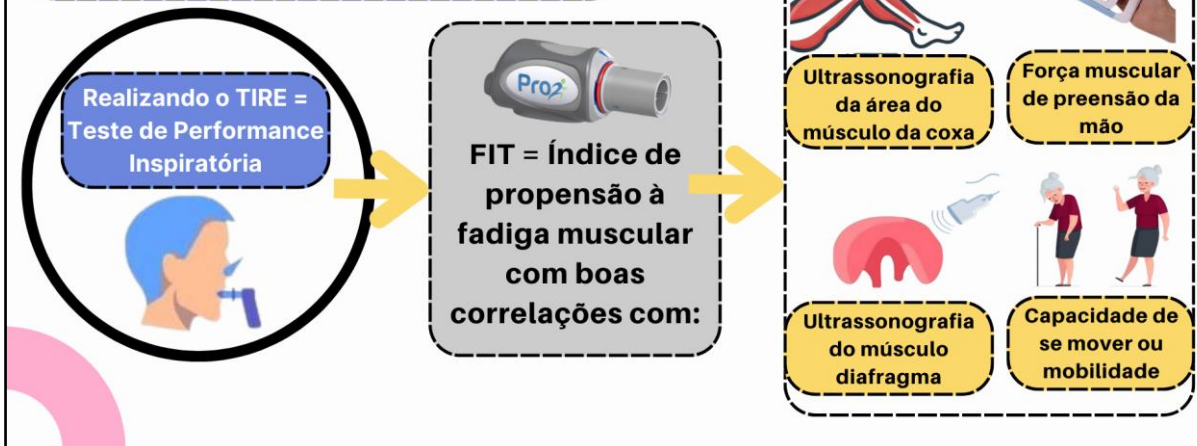 Realizando o TIRE =
Teste de Performance
Inspiratória
Pro2
FIT = Índice de
propensão à
fadiga muscular
com boas
correlações com:
Ultrassonografia
da área do
músculo da coxa
Força muscular
de preensão da
mão
Ultrassonografia
do músculo
diafragma
Capacidade de
se mover ou
mobilidade